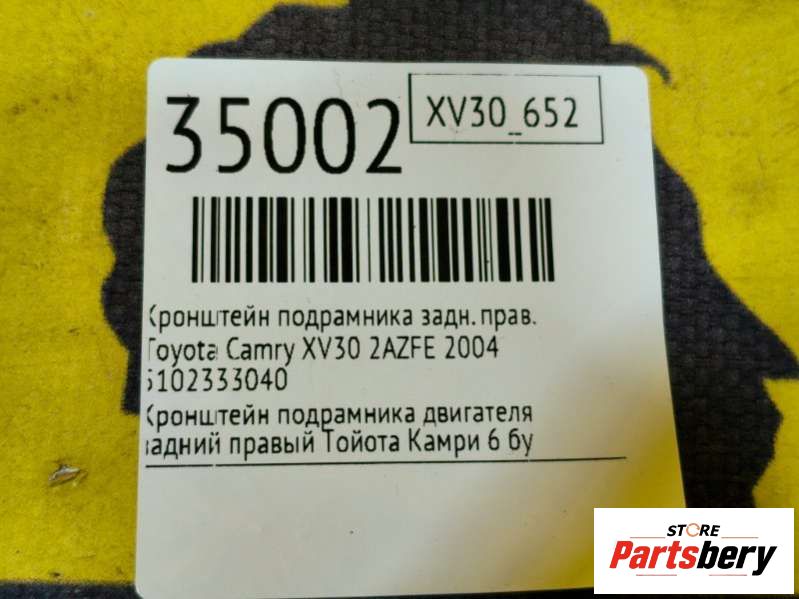 35002
XV30_652
Кронштейн подрамника задн. прав.
Toyota Camry XV30 2AZFE 2004
5102333040
Кронштейн подрамника двигателя
задний правый Тойота Камри 6 бу
STORE
Partsbery